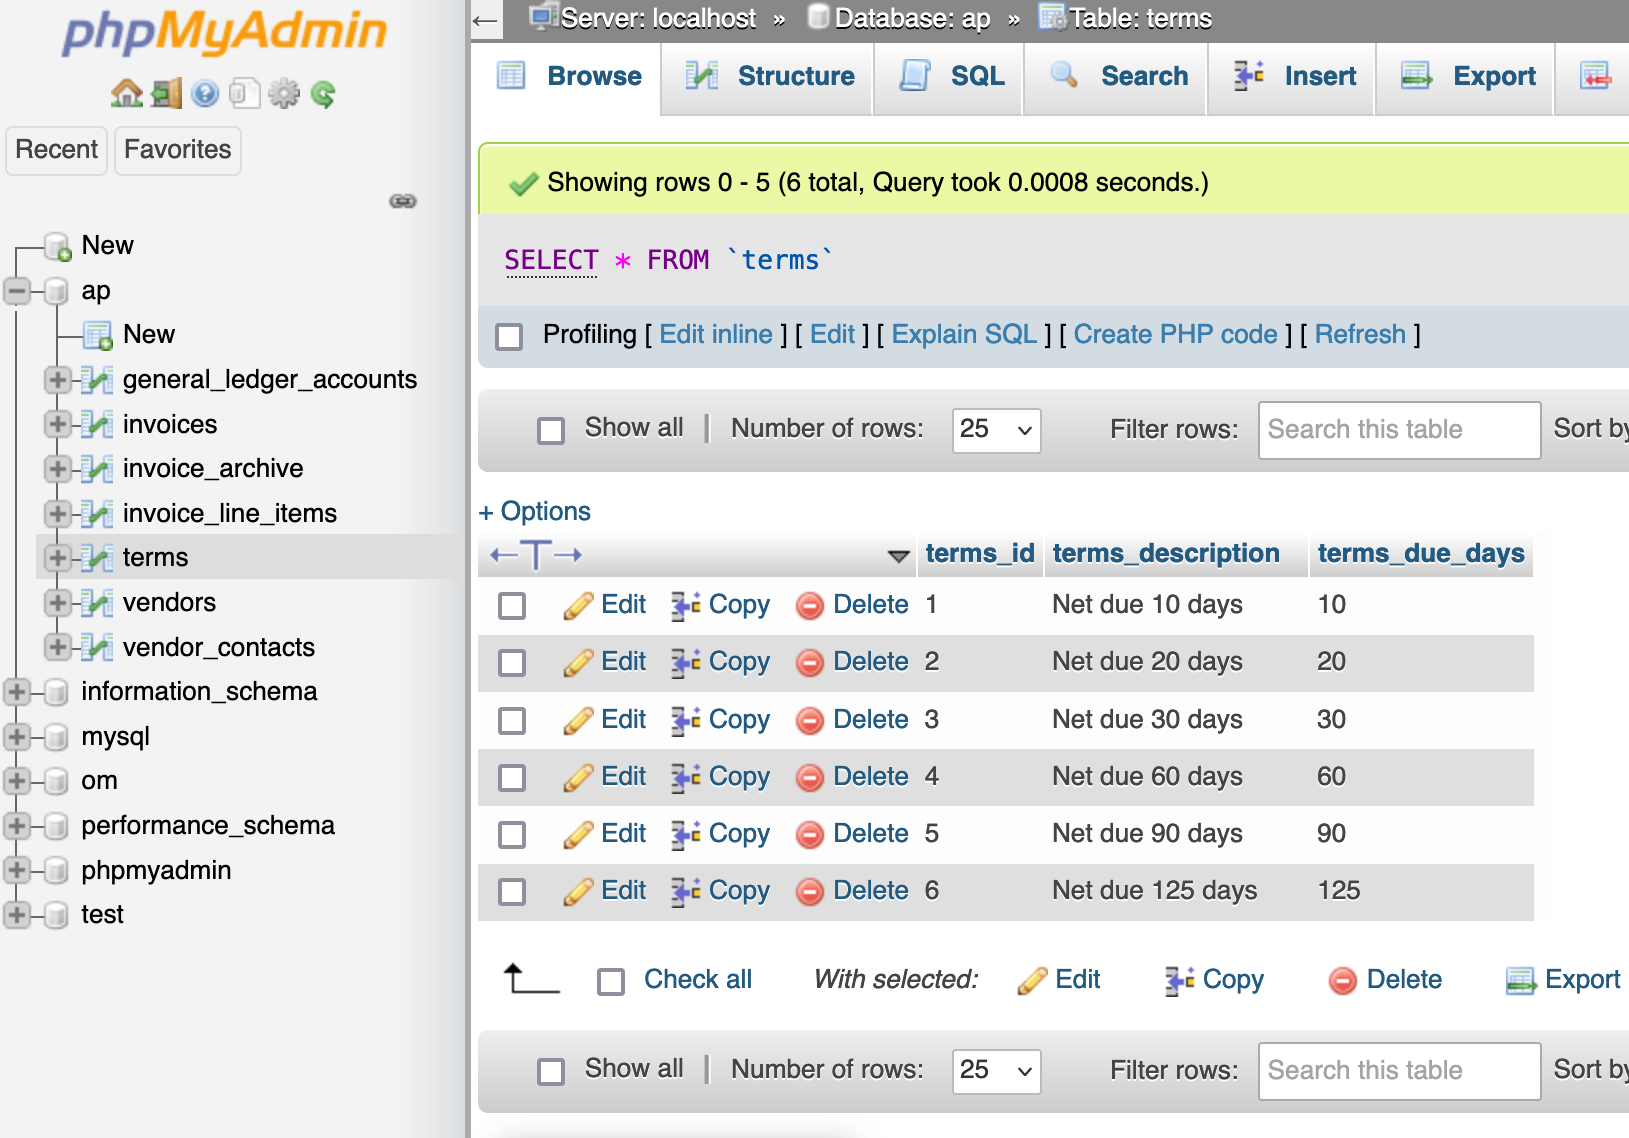 phpMyAdmin
Recent Favorites
New
ap
New
general_ledger_accounts
invoices
invoice_archive
invoice_line_items
terms
vendors
vendor_contacts
information_schema
mysql
om
performance_schema
phpmyadmin
test
← Server: localhost » Database: ap » Table: terms
Browse Structure SQL Search Insert Export
Showing rows 0 - 5 (6 total, Query took 0.0008 seconds.)
SELECT * FROM `terms`
Profiling [ Edit inline ] [ Edit ] [ Explain SQL ] [ Create PHP code ] [ Refresh ]
Show all | Number of rows: 25 Filter rows: Search this table Sort by
+ Options
←T→ terms_id terms_description terms_due_days
Edit Copy Delete 1 Net due 10 days 10
Edit Copy Delete 2 Net due 20 days 20
Edit Copy Delete 3 Net due 30 days 30
Edit Copy Delete 4 Net due 60 days 60
Edit Copy Delete 5 Net due 90 days 90
Edit Copy Delete 6 Net due 125 days 125
Check all With selected: Edit Copy Delete Export
Show all | Number of rows: 25 Filter rows: Search this table Sort by